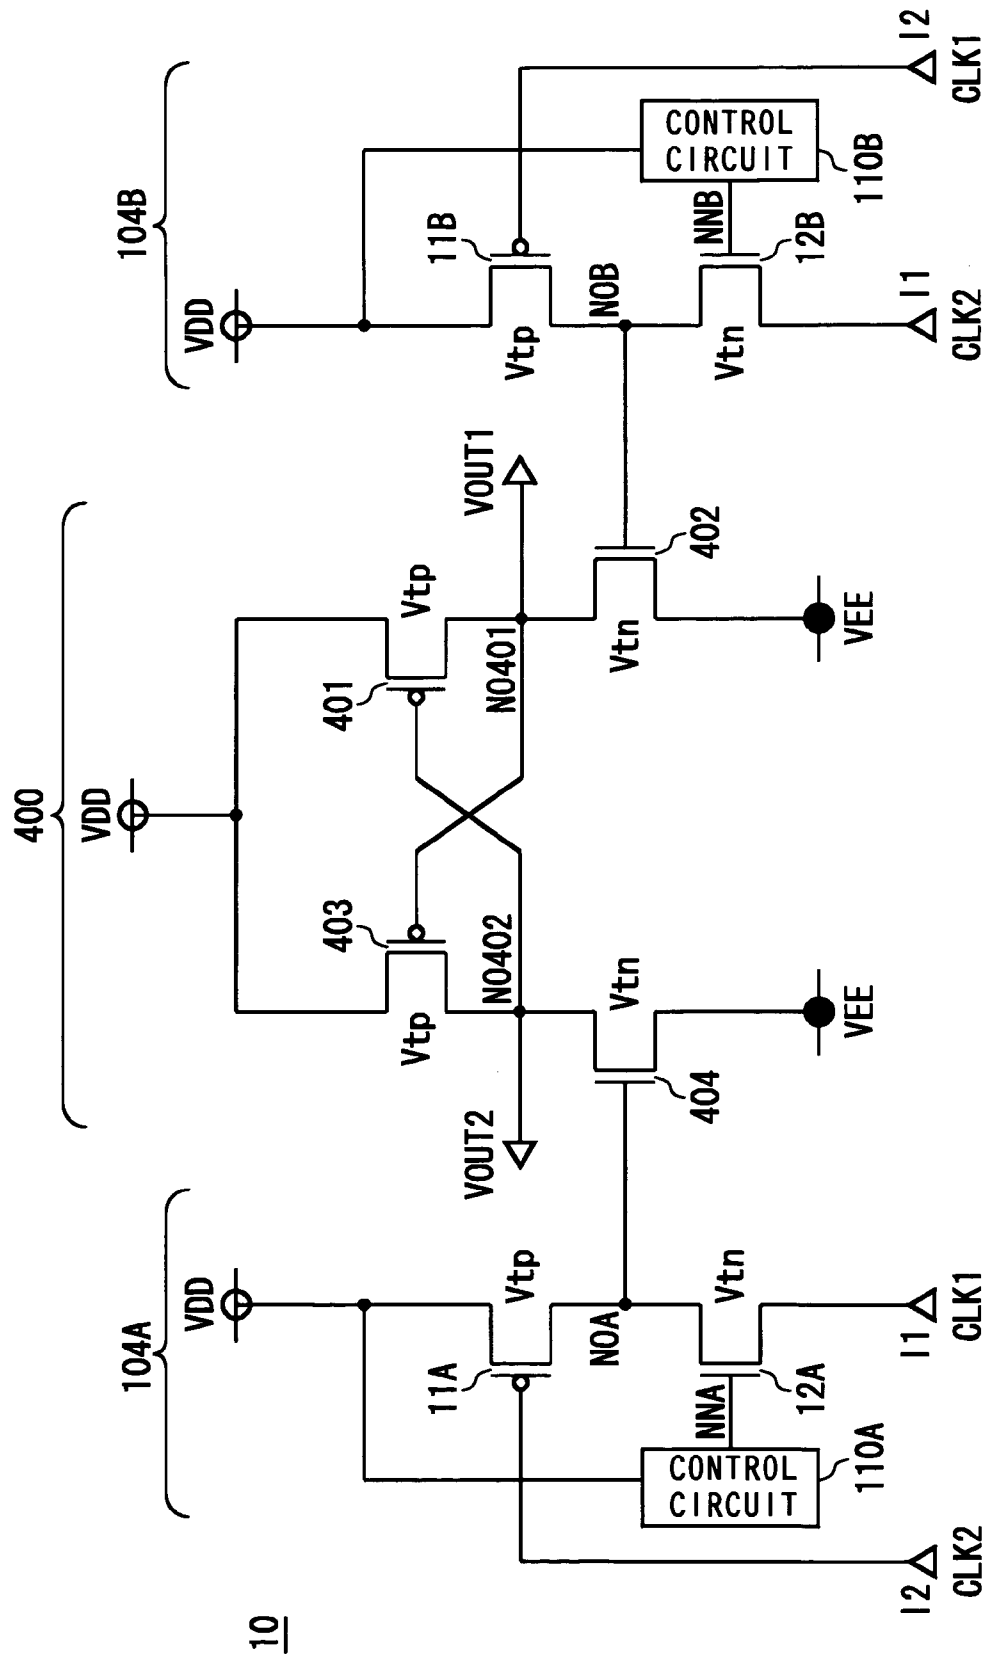 10
104A
400
104B
VDD
VDD
VDD
11A
Vtp
403
Vtp
401
Vtp
11B
Vtp
VOUT2
NO402
NO401
VOUT1
NOA
NOB
CONTROL
CIRCUIT
110A
NNA
12A
Vtn
404
Vtn
Vtn
402
Vtn
NNB
12B
CONTROL
CIRCUIT
110B
VEE
VEE
I2
CLK2
I1
CLK1
I1
CLK2
I2
CLK1